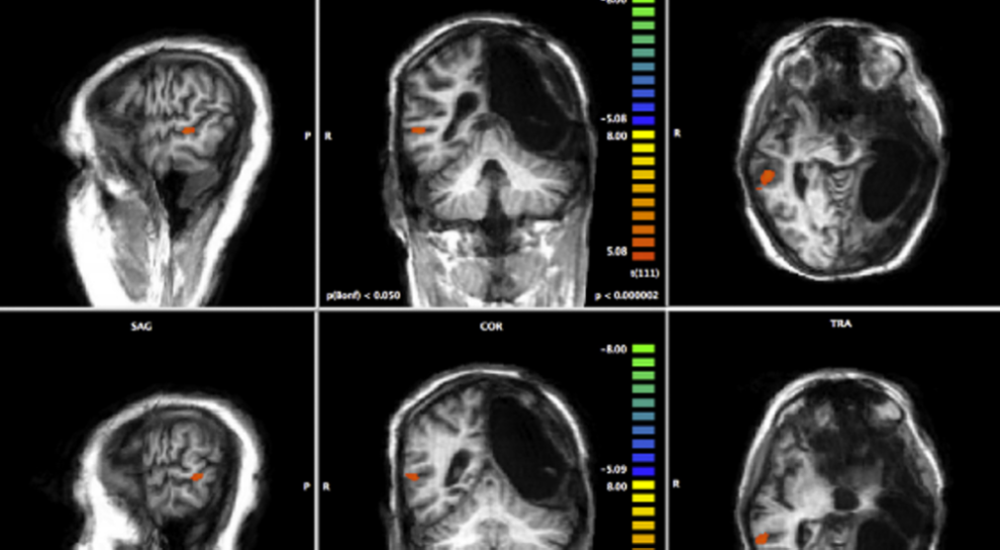 -5.08
P R
8.00
R
5.08
t(111)
p(Bonf) < 0.050
p < 0.000002
SAG
COR
TRA
-8.00
-5.09
P R
8.00
R